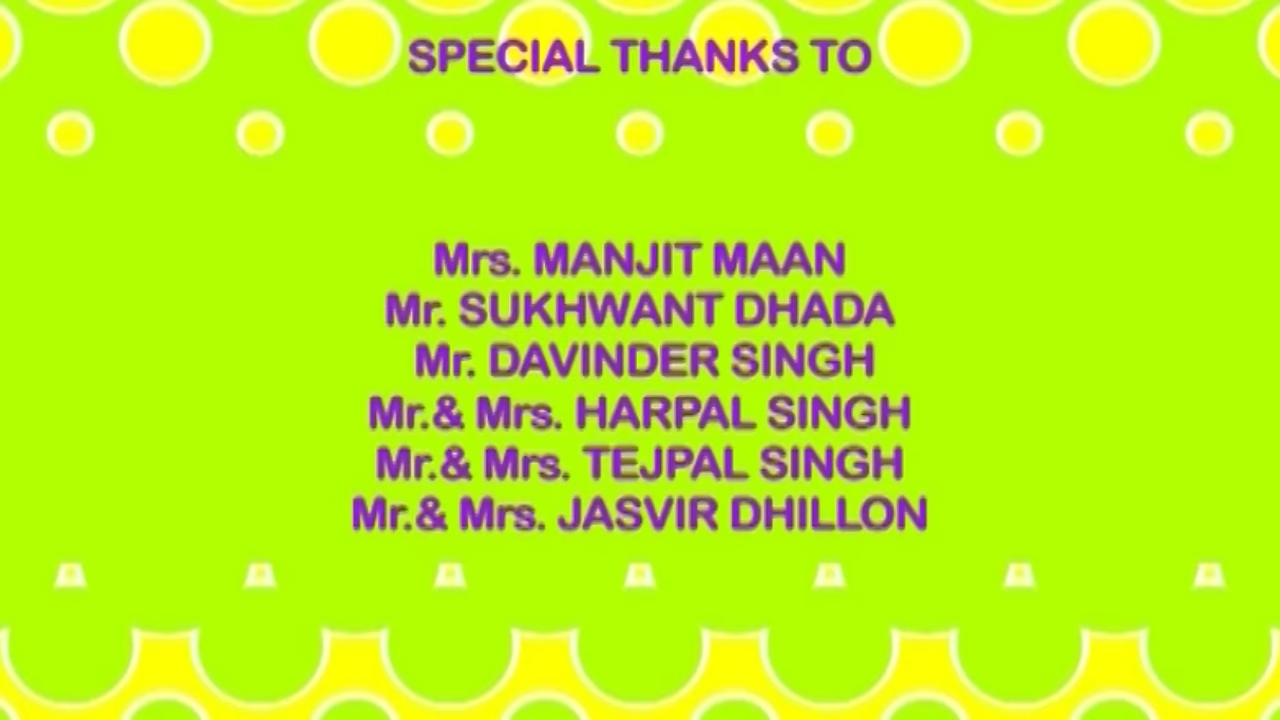 SPECIAL THANKS TO
Mrs. MANJIT MAAN
Mr. SUKHWANT DHADA
Mr. DAVINDER SINGH
Mr.& Mrs. HARPAL SINGH
Mr.& Mrs. TEJPAL SINGH
Mr.& Mrs. JASVIR DHILLON